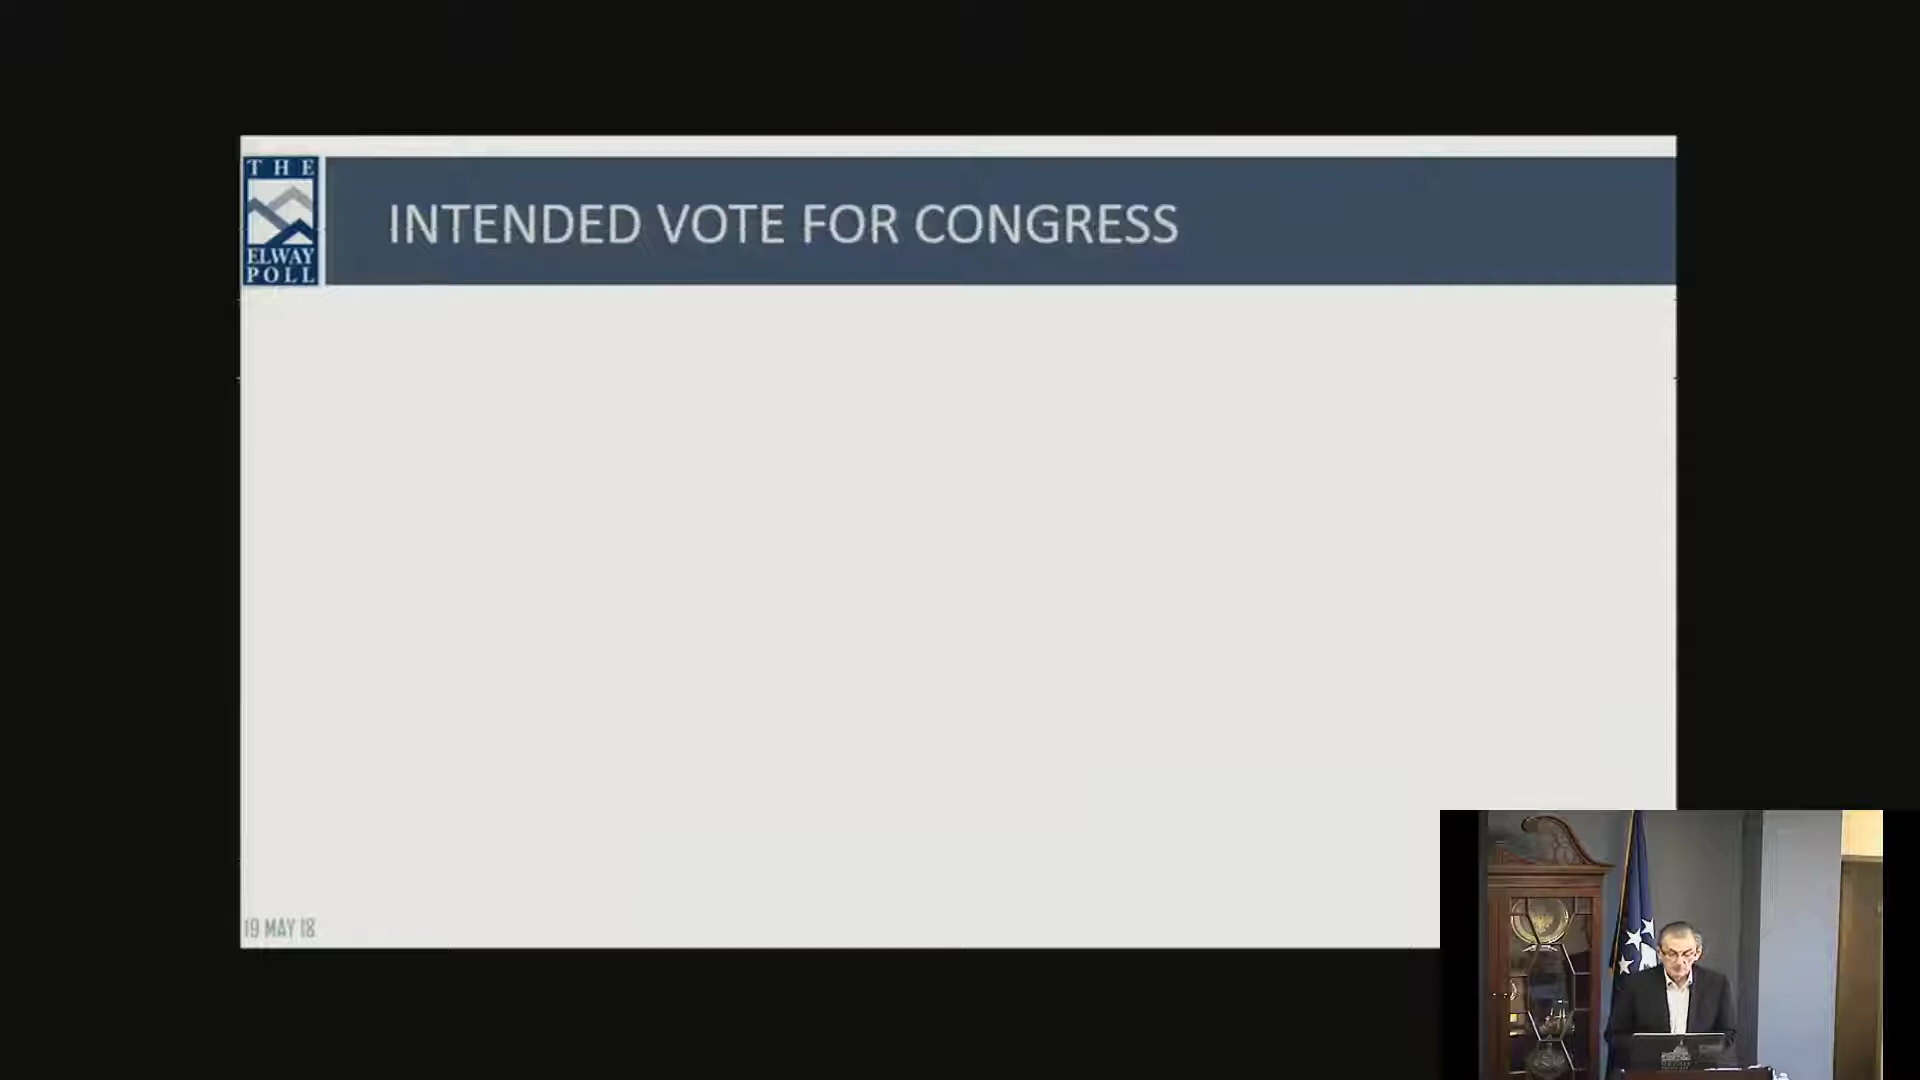 THE
ELWAY
POLL
INTENDED VOTE FOR CONGRESS
19 MAY 18